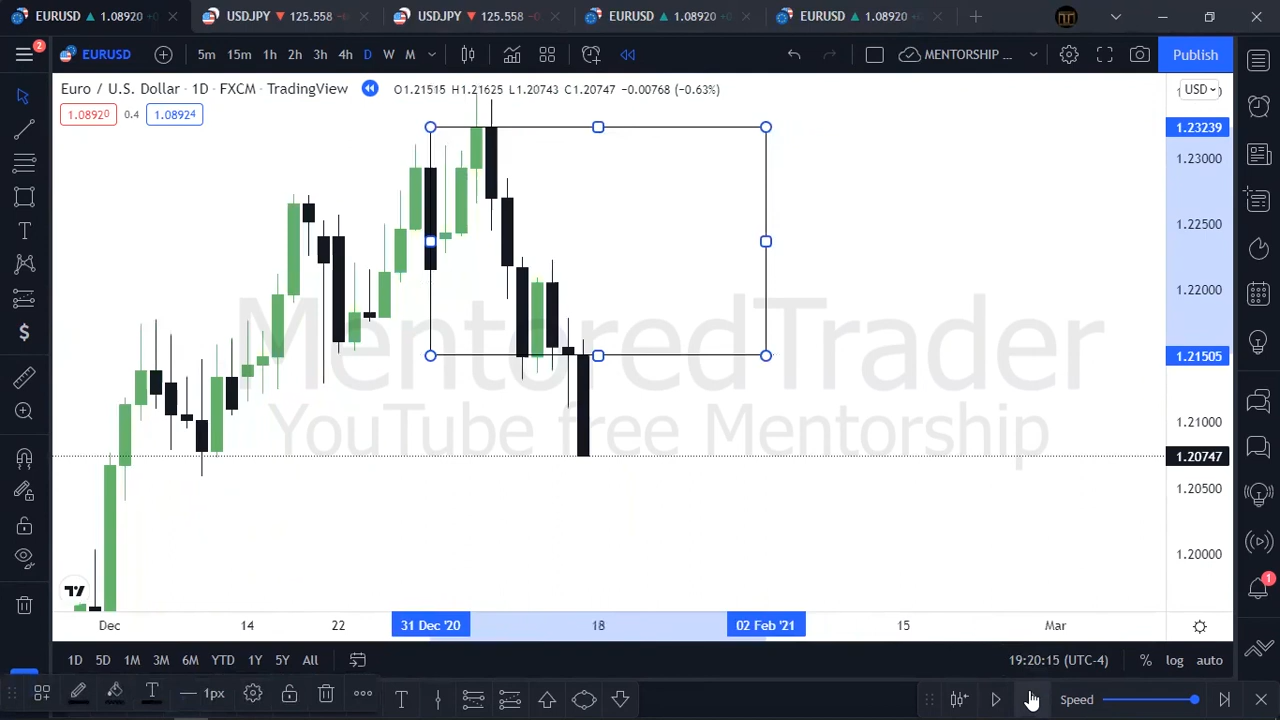 EURUSD ▲ 1.08920
USDJPY ▼ 125.558
USDJPY ▼ 125.558
EURUSD ▲ 1.08920
EURUSD ▲ 1.08920
2
EURUSD
5m 15m 1h 2h 3h 4h D W M
MENTORSHIP ...
Publish
Euro / U.S. Dollar · 1D · FXCM · TradingView
O1.21515 H1.21625 L1.20743 C1.20747 −0.00768 (−0.63%)
USD
1.08920 0.4 1.08924
1.23239
1.23000
1.22500
1.22000
1.21505
1.21000
1.20747
1.20500
1.20000
MentoredTrader
YouTube free Mentorship
1
Dec 14 22 31 Dec '20 18 02 Feb '21 15 Mar
1D 5D 1M 3M 6M YTD 1Y 5Y All
19:20:15 (UTC-4) % log auto
T 1px T
Speed